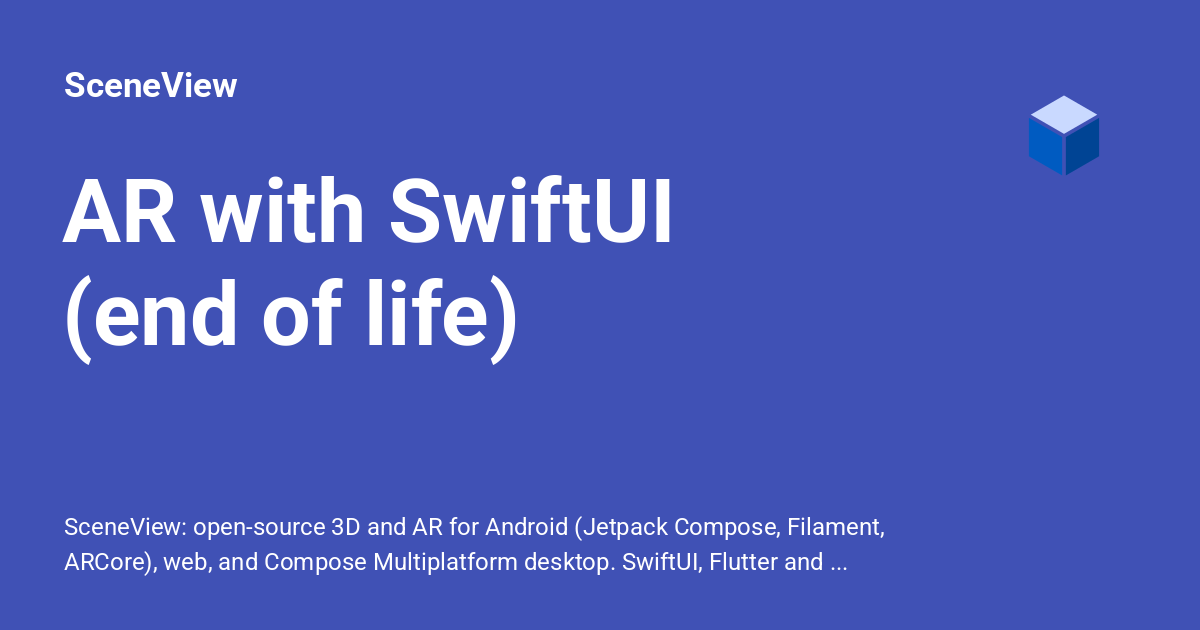 SceneView
AR with SwiftUI
(end of life)
SceneView: open-source 3D and AR for Android (Jetpack Compose, Filament,
ARCore), web, and Compose Multiplatform desktop. SwiftUI, Flutter and ...